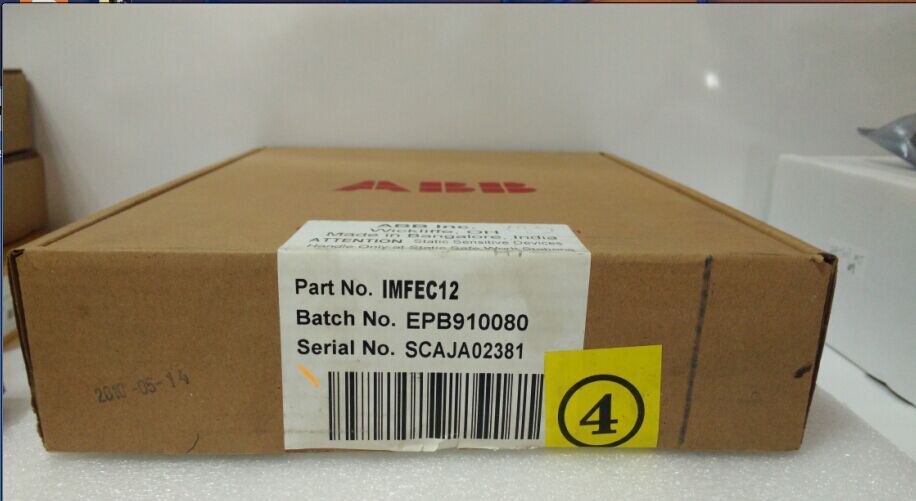 ABB
ABB Inc.
Wickliffe, OH
Made in Bangalore, India
ATTENTION Static Sensitive Devices
Handle Only at Static Safe Work Stations
Part No. IMFEC12
Batch No. EPB910080
Serial No. SCAJA02381
2010-05-14
4